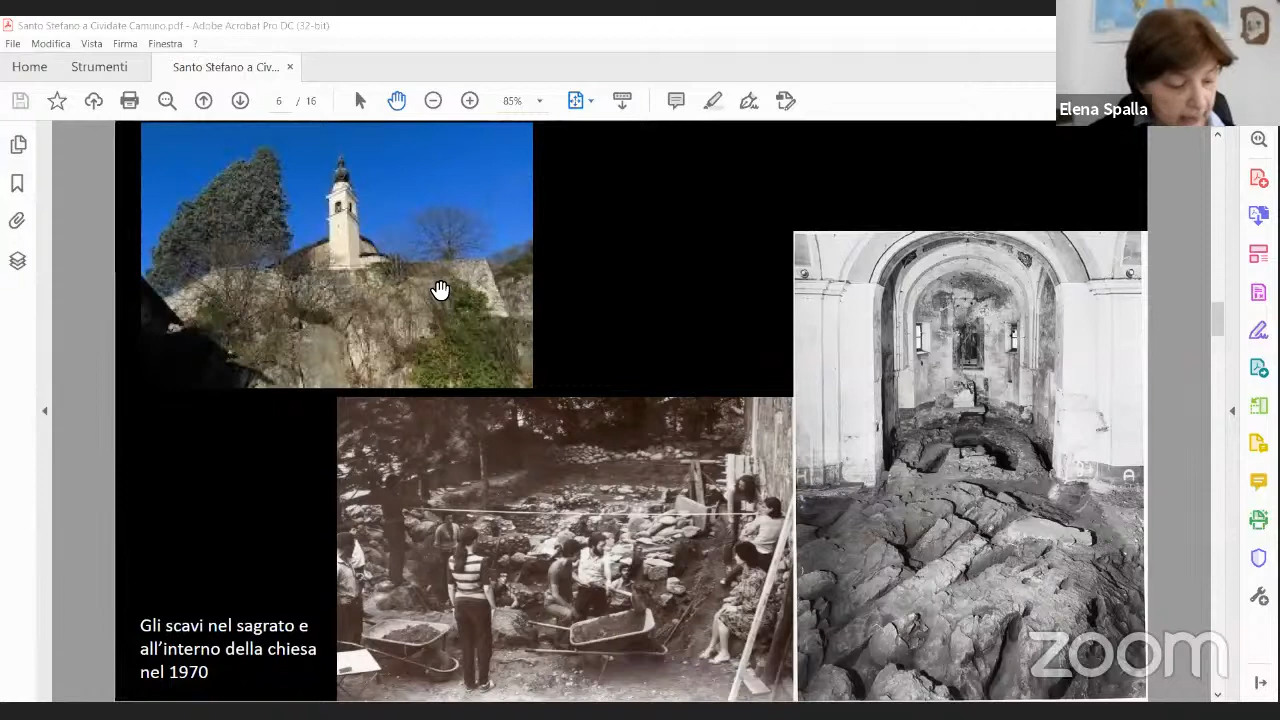 Santo Stefano a Cividate Camuno.pdf - Adobe Acrobat Pro DC (32-bit)
File Modifica Vista Firma Finestra ?
Home Strumenti Santo Stefano a Civ... ×
6 / 16 85%
Elena Spalla
A
Gli scavi nel sagrato e
all'interno della chiesa
nel 1970
zoom